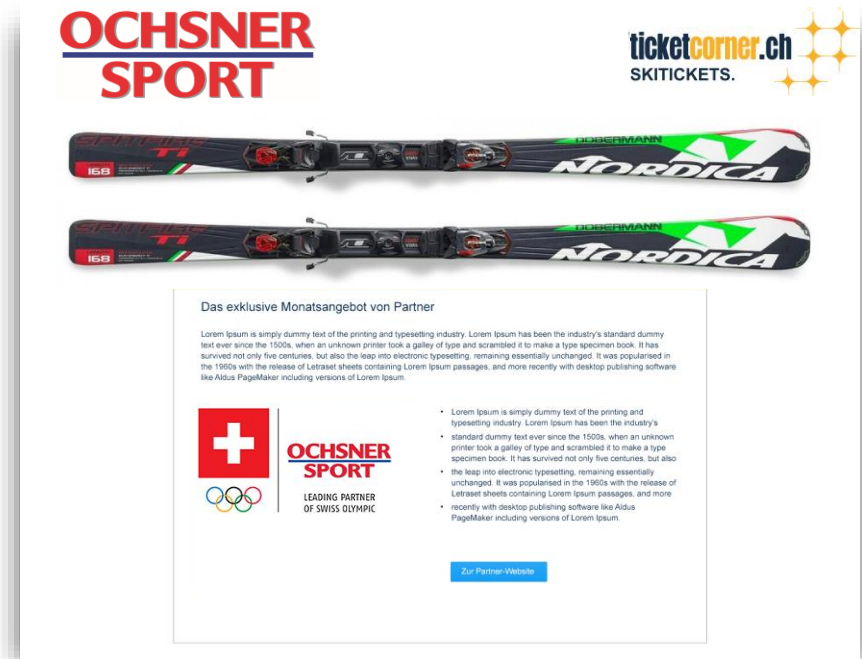 OCHSNER
SPORT
ticketcorner.ch
SKITICKETS.
SPITFIRE
TI
168
DOBERMANN
NORDICA
SPITFIRE
TI
168
DOBERMANN
NORDICA
Das exklusive Monatsangebot von Partner
Lorem Ipsum is simply dummy text of the printing and typesetting industry. Lorem Ipsum has been the industry's standard dummy
text ever since the 1500s, when an unknown printer took a galley of type and scrambled it to make a type specimen book. It has
survived not only five centuries, but also the leap into electronic typesetting, remaining essentially unchanged. It was popularised in
the 1960s with the release of Letraset sheets containing Lorem Ipsum passages, and more recently with desktop publishing software
like Aldus PageMaker including versions of Lorem Ipsum.
OCHSNER
SPORT
LEADING PARTNER
OF SWISS OLYMPIC
• Lorem Ipsum is simply dummy text of the printing and
typesetting industry. Lorem Ipsum has been the industry's
• standard dummy text ever since the 1500s, when an unknown
printer took a galley of type and scrambled it to make a type
specimen book. It has survived not only five centuries, but also
• the leap into electronic typesetting, remaining essentially
unchanged. It was popularised in the 1960s with the release of
Letraset sheets containing Lorem Ipsum passages, and more
• recently with desktop publishing software like Aldus
PageMaker including versions of Lorem Ipsum.
Zur Partner-Website